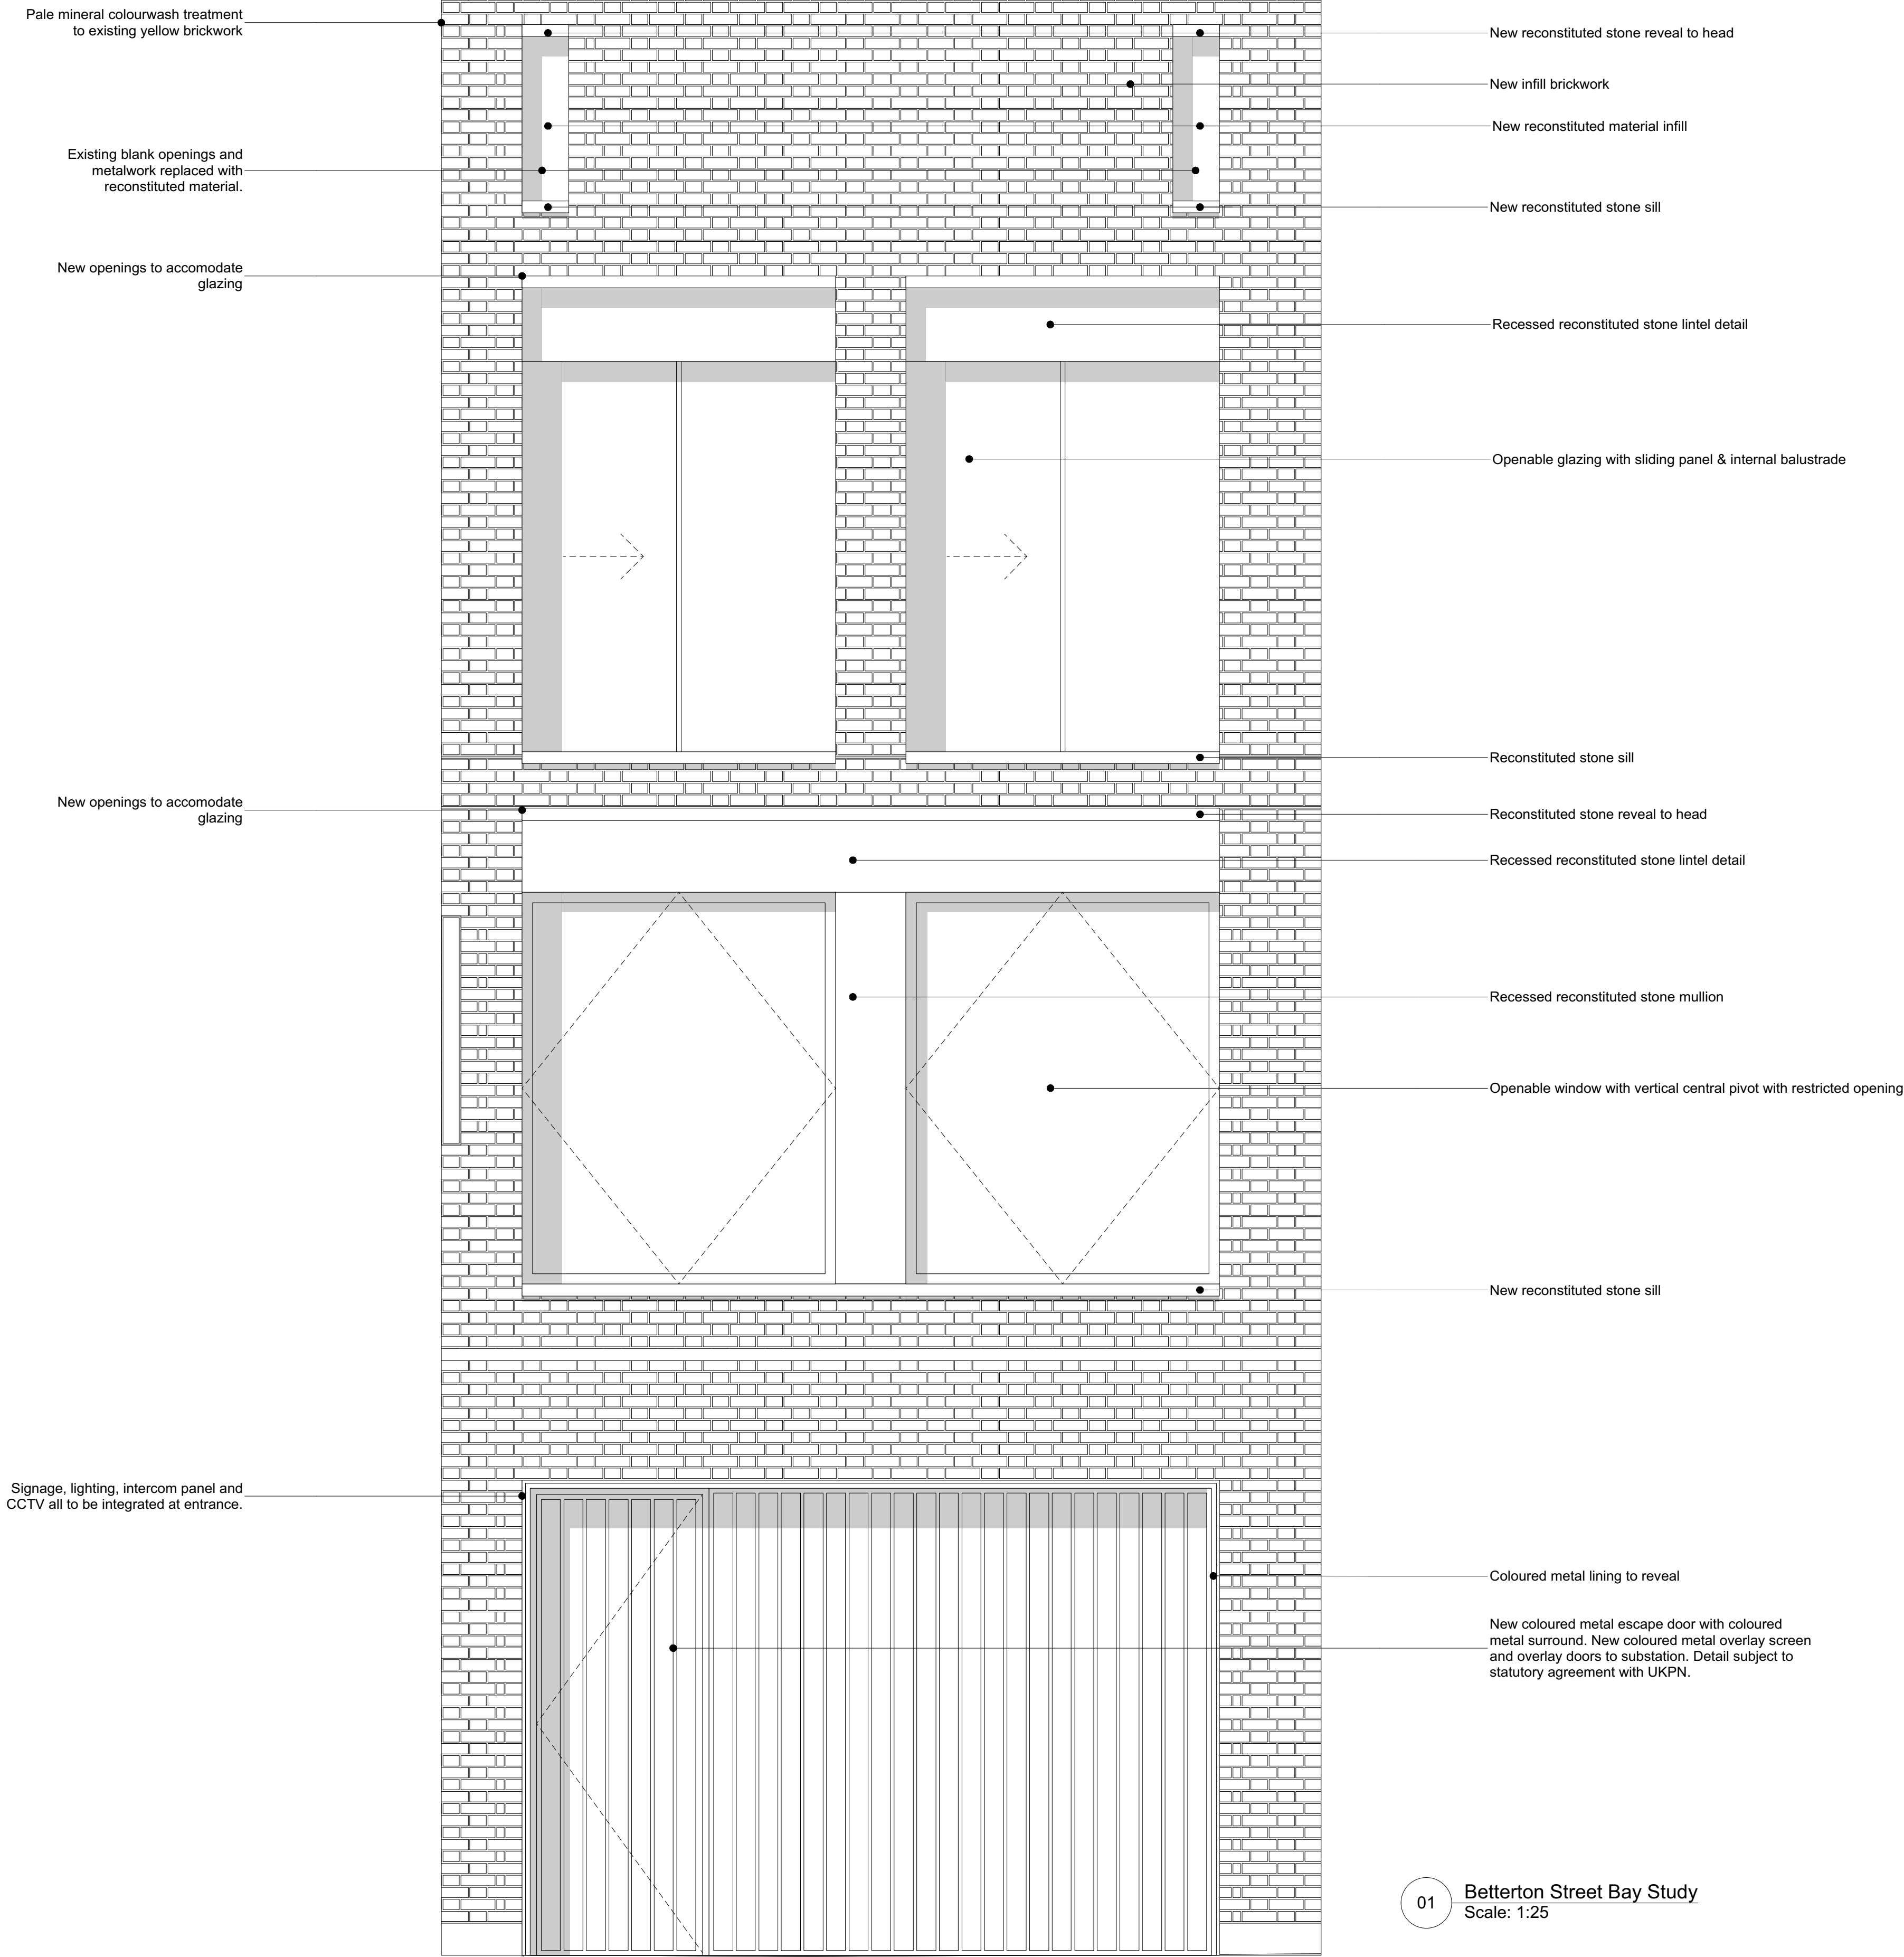 Pale mineral colourwash treatment
to existing yellow brickwork
Existing blank openings and
metalwork replaced with
reconstituted material.
New openings to accomodate
glazing
New openings to accomodate
glazing
Signage, lighting, intercom panel and
CCTV all to be integrated at entrance.
New reconstituted stone reveal to head
New infill brickwork
New reconstituted material infill
New reconstituted stone sill
Recessed reconstituted stone lintel detail
Openable glazing with sliding panel & internal balustrade
Reconstituted stone sill
Reconstituted stone reveal to head
Recessed reconstituted stone lintel detail
Recessed reconstituted stone mullion
Openable window with vertical central pivot with restricted opening
New reconstituted stone sill
Coloured metal lining to reveal
New coloured metal escape door with coloured
metal surround. New coloured metal overlay screen
and overlay doors to substation. Detail subject to
statutory agreement with UKPN.
01
Betterton Street Bay Study
Scale: 1:25